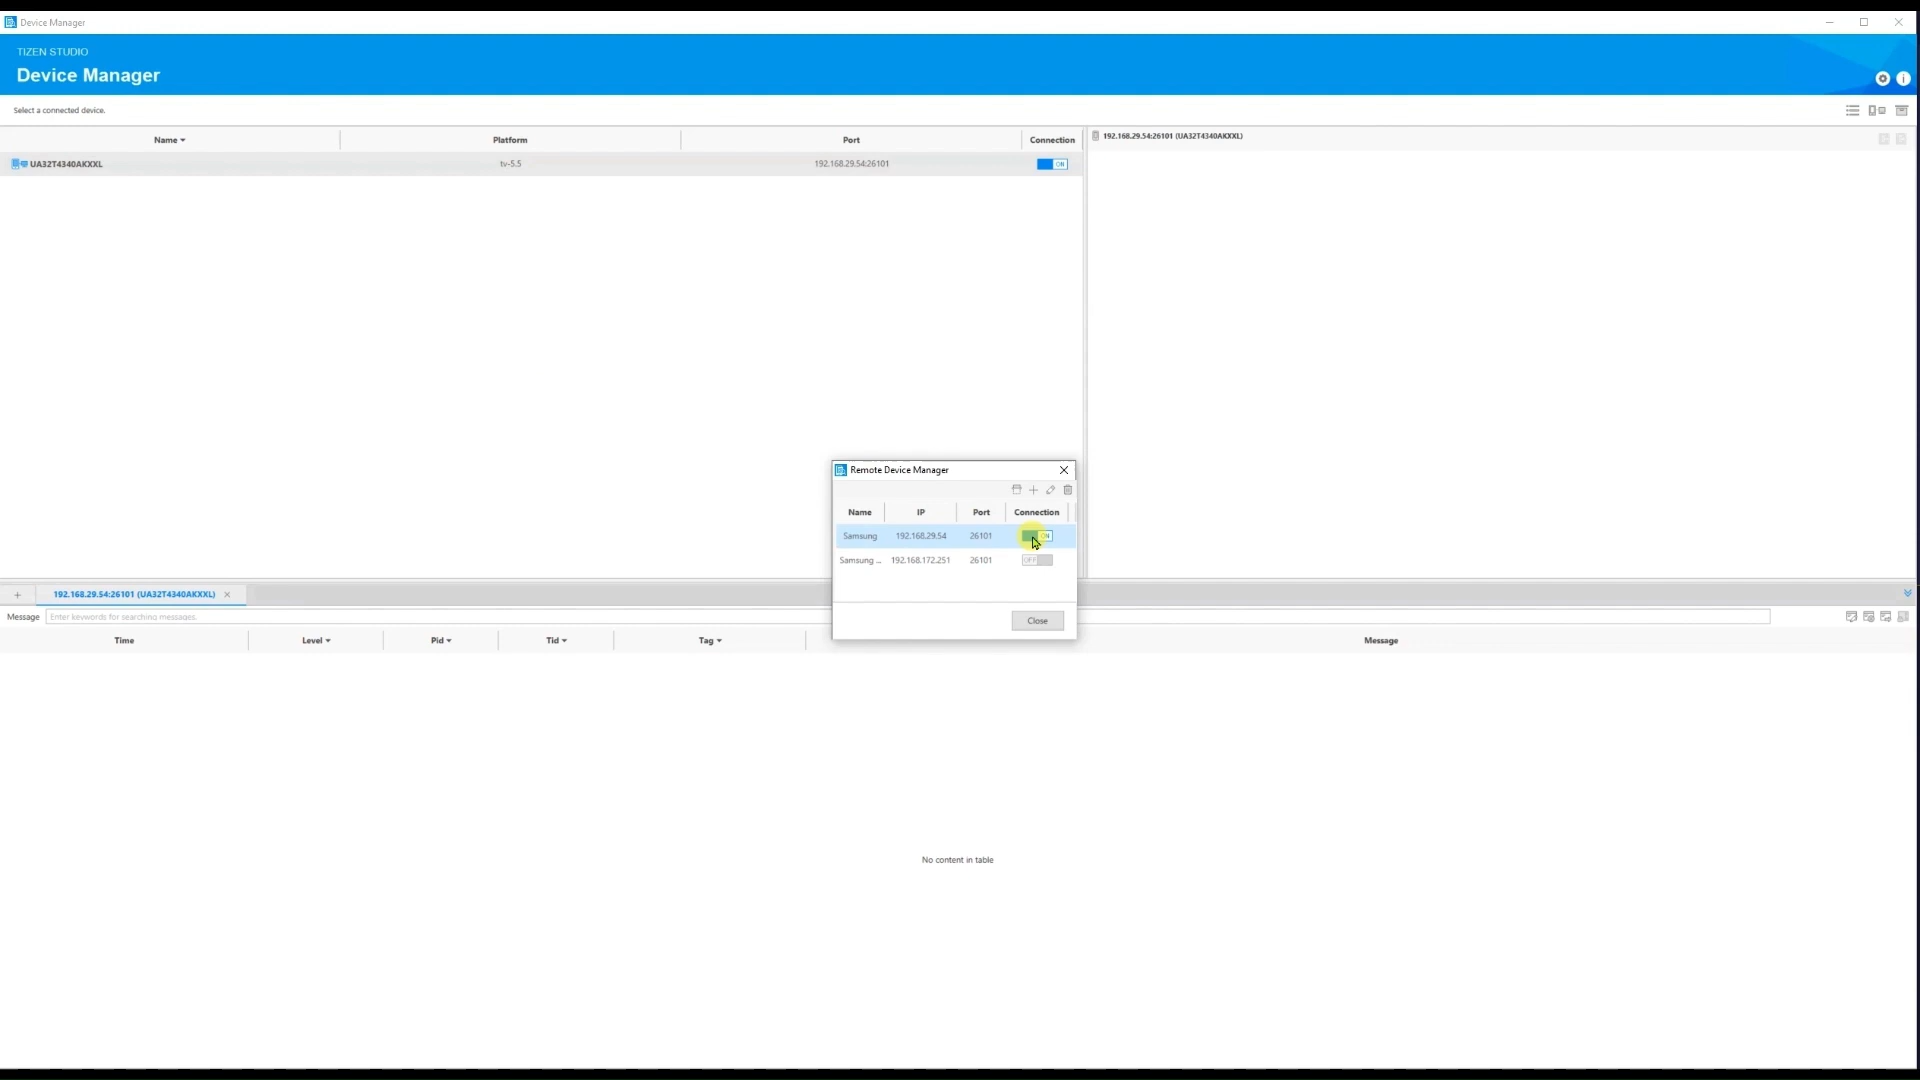 Device Manager
TIZEN STUDIO
Device Manager
Select a connected device.
Name Platform Port Connection
192.168.29.54:26101 (UA32T4340AKXXL)
UA32T4340AKXXL tv-5.5 192.168.29.54:26101 ON
Remote Device Manager
Name IP Port Connection
Samsung 192.168.29.54 26101 ON
Samsung ... 192.168.172.251 26101 OFF
Close
+ 192.168.29.54:26101 (UA32T4340AKXXL)
Message Enter keywords for searching messages.
Time Level Pid Tid Tag Message
No content in table